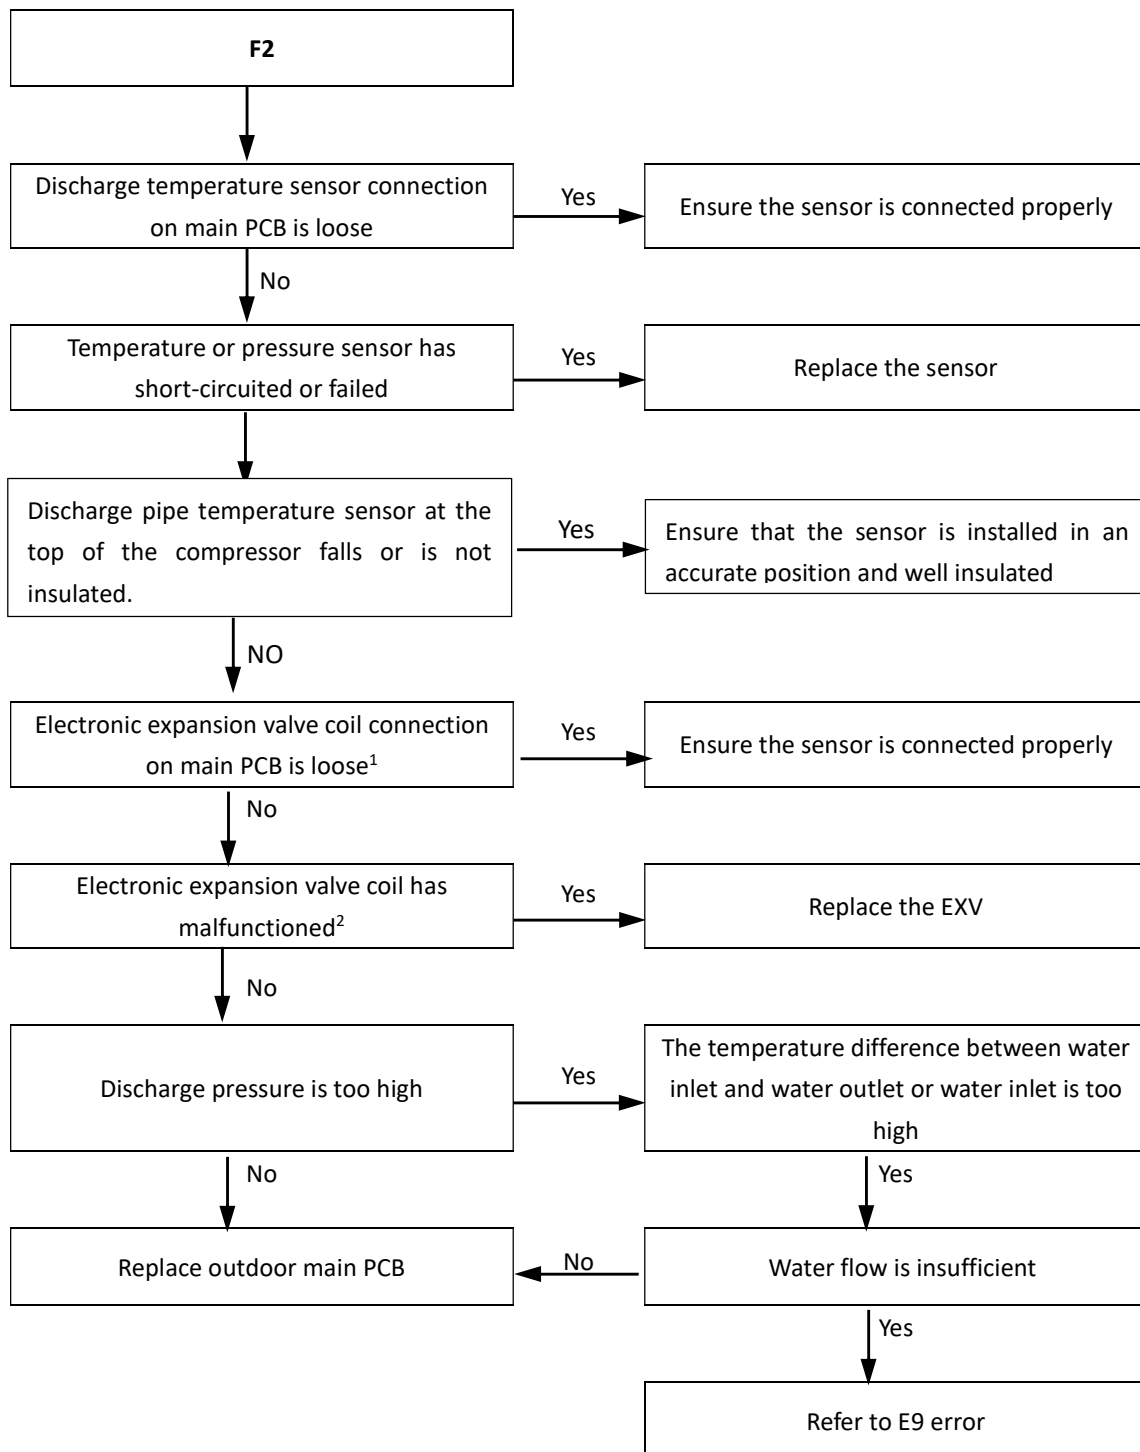 F2
Discharge temperature sensor connection
on main PCB is loose
Yes
Ensure the sensor is connected properly
No
Temperature or pressure sensor has
short-circuited or failed
Yes
Replace the sensor
Discharge pipe temperature sensor at the
top of the compressor falls or is not
insulated.
Yes
Ensure that the sensor is installed in an
accurate position and well insulated
NO
Electronic expansion valve coil connection
on main PCB is loose1
Yes
Ensure the sensor is connected properly
No
Electronic expansion valve coil has
malfunctioned2
Yes
Replace the EXV
No
Discharge pressure is too high
Yes
The temperature difference between water
inlet and water outlet or water inlet is too
high
No
Yes
Replace outdoor main PCB
No
Water flow is insufficient
Yes
Refer to E9 error